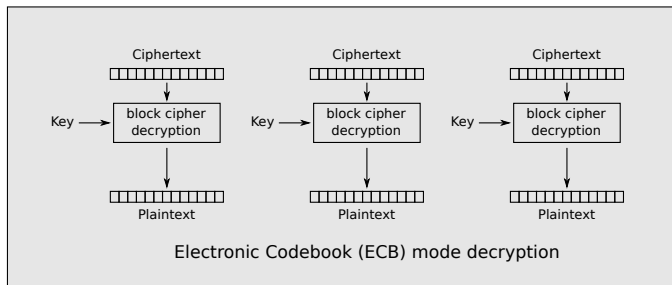 Ciphertext Ciphertext Ciphertext
Key block cipher decryption Key block cipher decryption Key block cipher decryption
Plaintext Plaintext Plaintext
Electronic Codebook (ECB) mode decryption